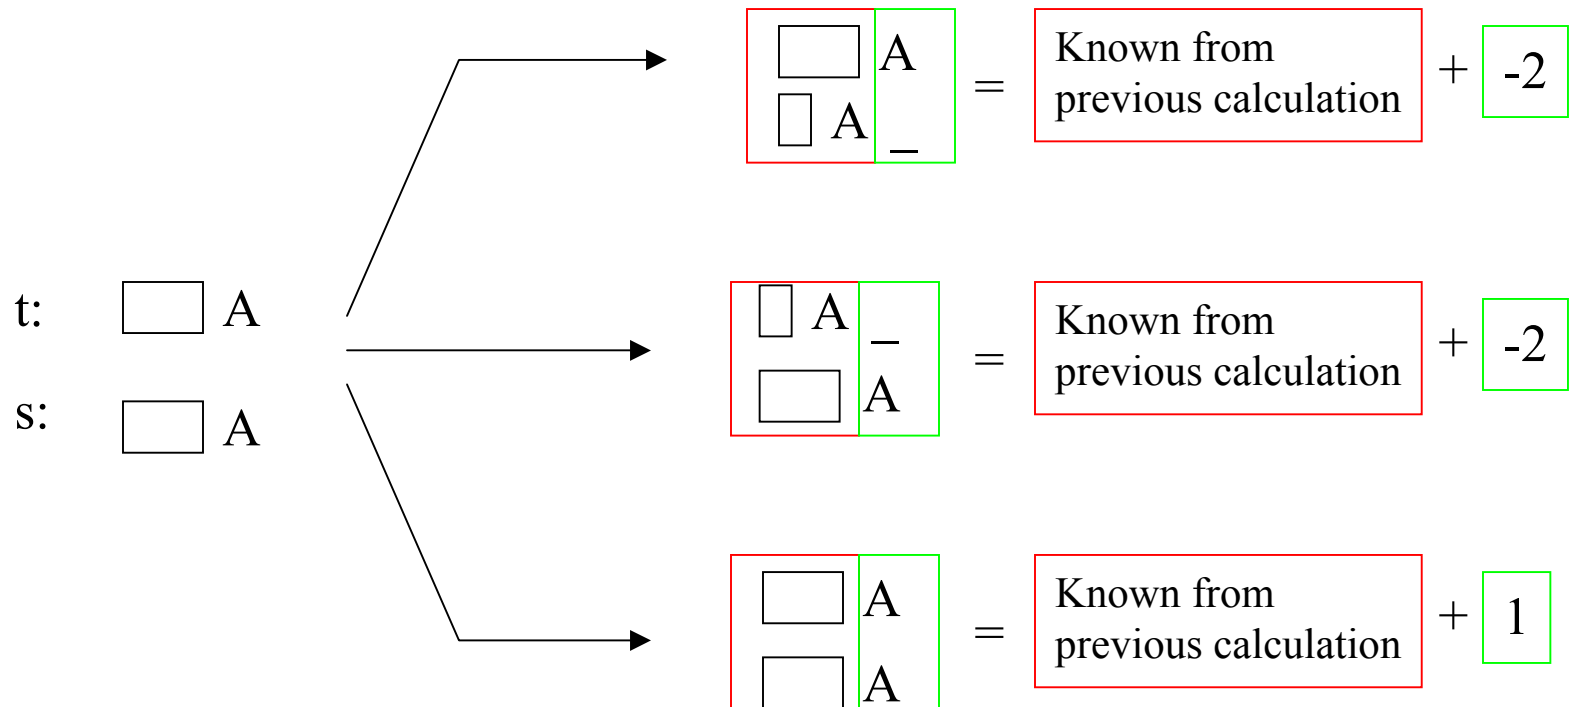 A
A _
= Known from
previous calculation + -2
t: A
s: A
A _
A
= Known from
previous calculation + -2
A
A
= Known from
previous calculation + 1